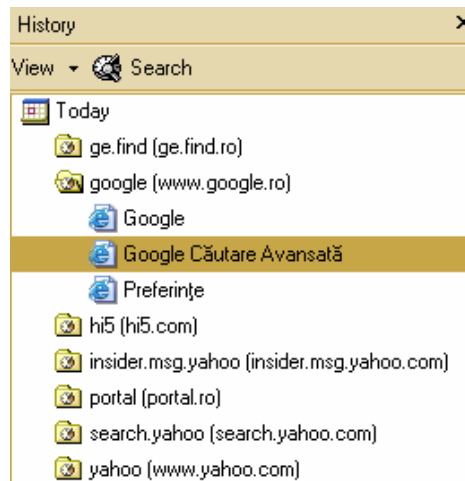 History
View Search
Today
ge.find (ge.find.ro)
google (www.google.ro)
Google
Google Căutare Avansată
Preferinţe
hi5 (hi5.com)
insider.msg.yahoo (insider.msg.yahoo.com)
portal (portal.ro)
search.yahoo (search.yahoo.com)
yahoo (www.yahoo.com)